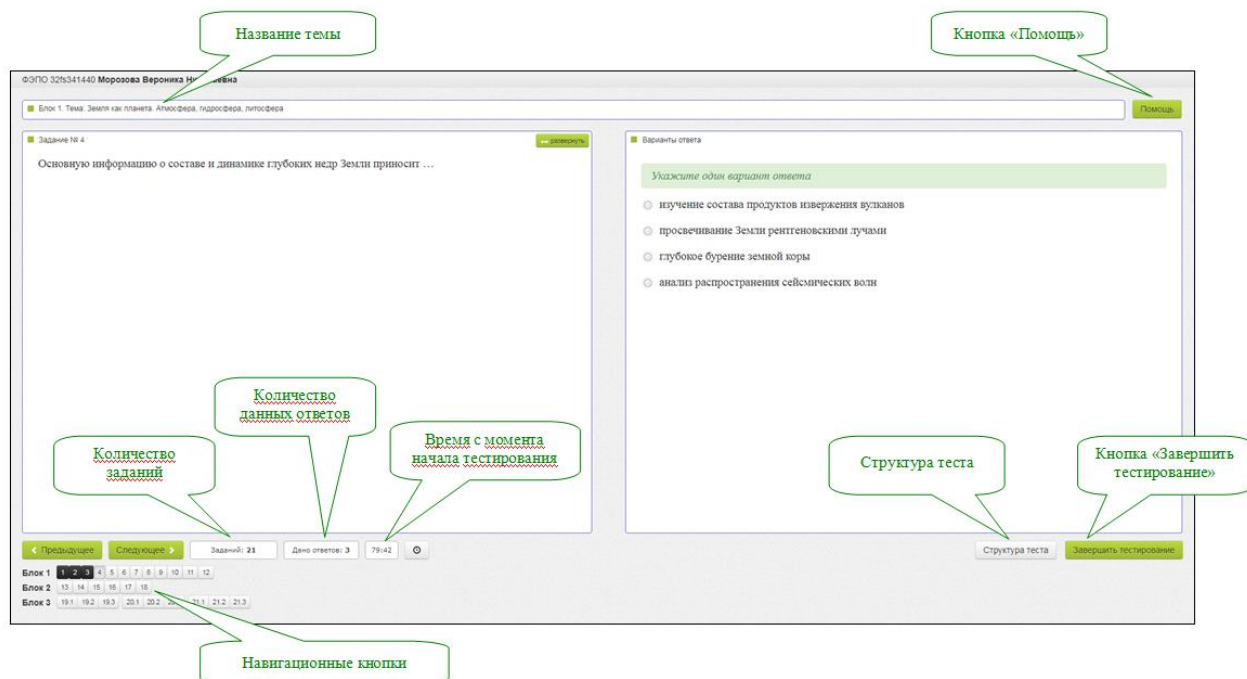 Название темы
Кнопка «Помощь»
ФЭПО 32fs341440 Морозова Вероника
Блок 1. Тема: Земля как планета. Атмосфера, гидросфера, литосфера
Помощь
Задание № 4
развернуть
Варианты ответа
Основную информацию о составе и динамике глубоких недр Земли приносит …
Укажите один вариант ответа
изучение состава продуктов извержения вулканов
просвечивание Земли рентгеновскими лучами
глубокое бурение земной коры
анализ распространения сейсмических волн
Количество
данных ответов
Количество
заданий
Время с момента
начала тестирования
Структура теста
Кнопка «Завершить
тестирование»
Предыдущее Следующее Заданий: 21 Дано ответов: 3 79:42 Структура теста Завершить тестирование
Блок 1 1 2 3 4 5 6 7 8 9 10 11 12
Блок 2 13 14 15 16 17 18
Блок 3 19.1 19.2 19.3 20.1 20.2 21.1 21.2 21.3
Навигационные кнопки